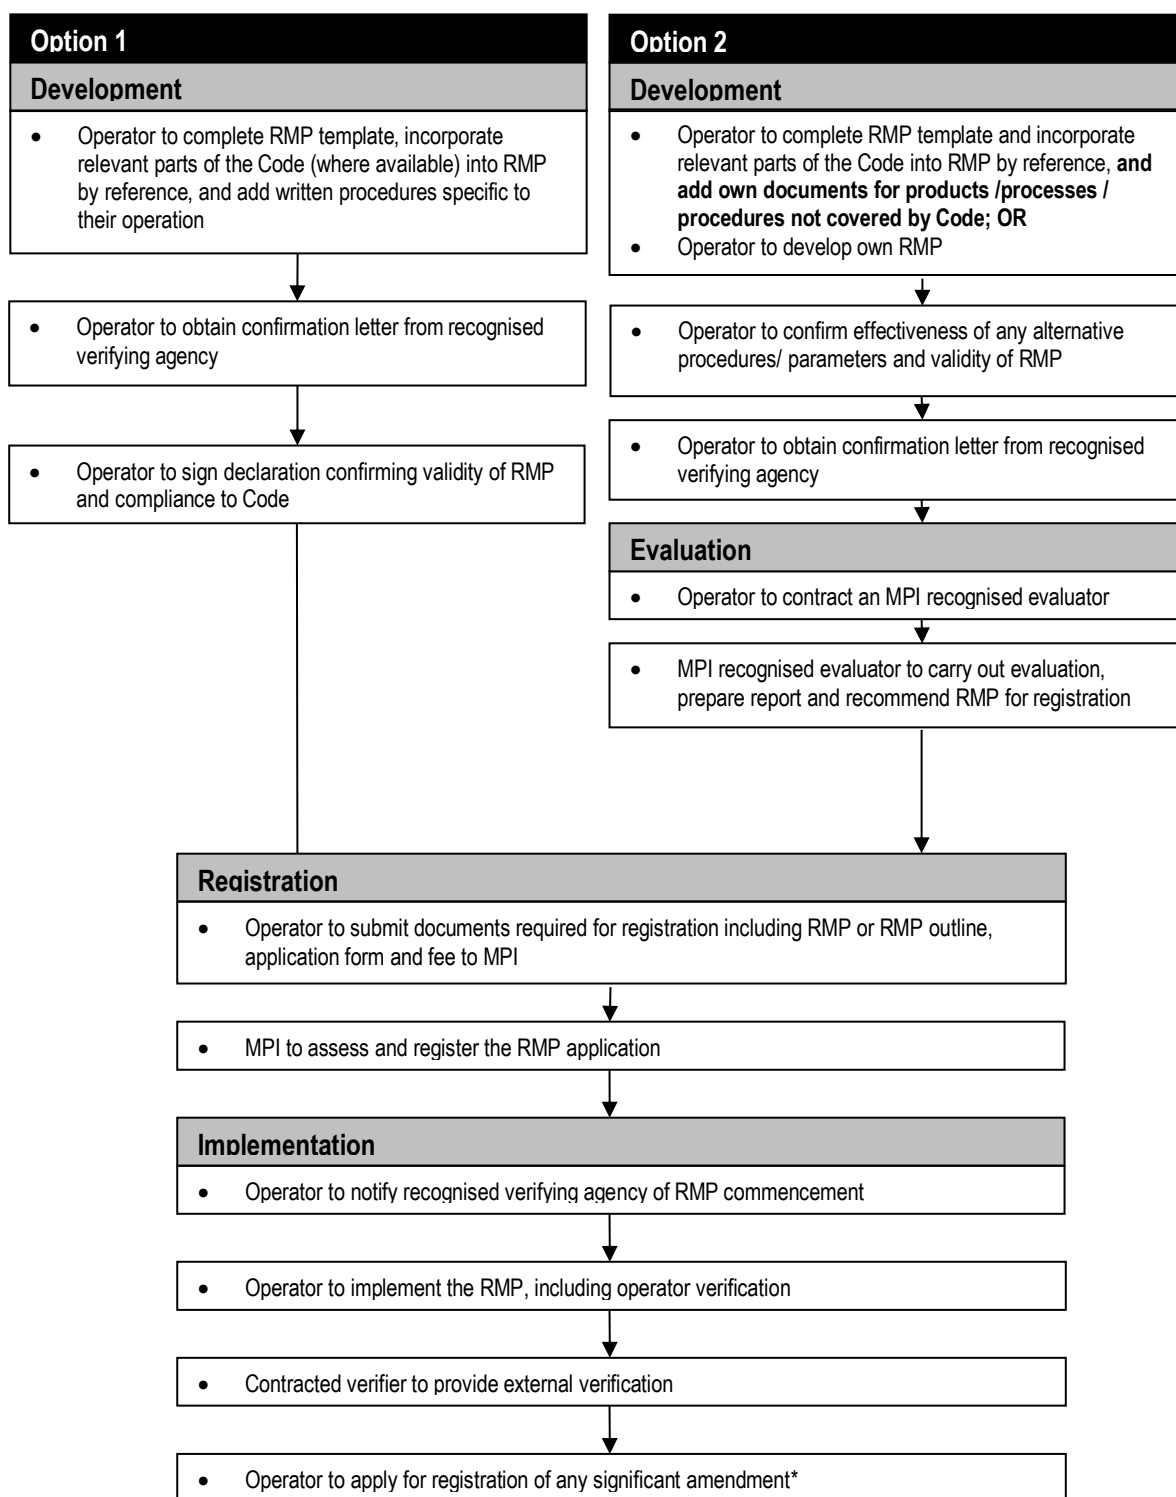 Option 1
Development
• Operator to complete RMP template, incorporate
relevant parts of the Code (where available) into RMP
by reference, and add written procedures specific to
their operation
• Operator to obtain confirmation letter from recognised
verifying agency
• Operator to sign declaration confirming validity of RMP
and compliance to Code
Option 2
Development
• Operator to complete RMP template and incorporate
relevant parts of the Code into RMP by reference, and
add own documents for products /processes /
procedures not covered by Code; OR
• Operator to develop own RMP
• Operator to confirm effectiveness of any alternative
procedures/ parameters and validity of RMP
• Operator to obtain confirmation letter from recognised
verifying agency
Evaluation
• Operator to contract an MPI recognised evaluator
• MPI recognised evaluator to carry out evaluation,
prepare report and recommend RMP for registration
Registration
• Operator to submit documents required for registration including RMP or RMP outline,
application form and fee to MPI
• MPI to assess and register the RMP application
Implementation
• Operator to notify recognised verifying agency of RMP commencement
• Operator to implement the RMP, including operator verification
• Contracted verifier to provide external verification
• Operator to apply for registration of any significant amendment*